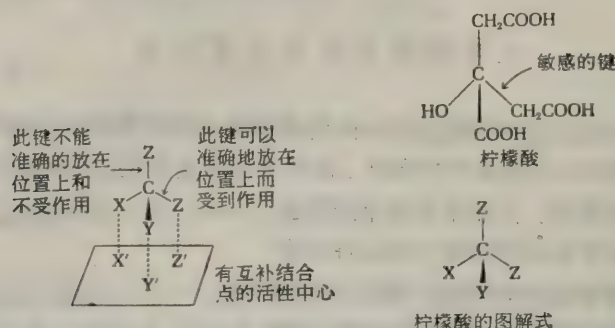 CH₂COOH
敏感的键
C
HO
CH₂COOH
COOH
柠檬酸
此键不能
准确的放在
位置上和
不受作用
此键可以
准确地放在
位置上而
受到作用
Z
C
X
Z
Y
X′
Z′
Y′
有互补结合
点的活性中心
Z
C
X
Z
Y
柠檬酸的图解式